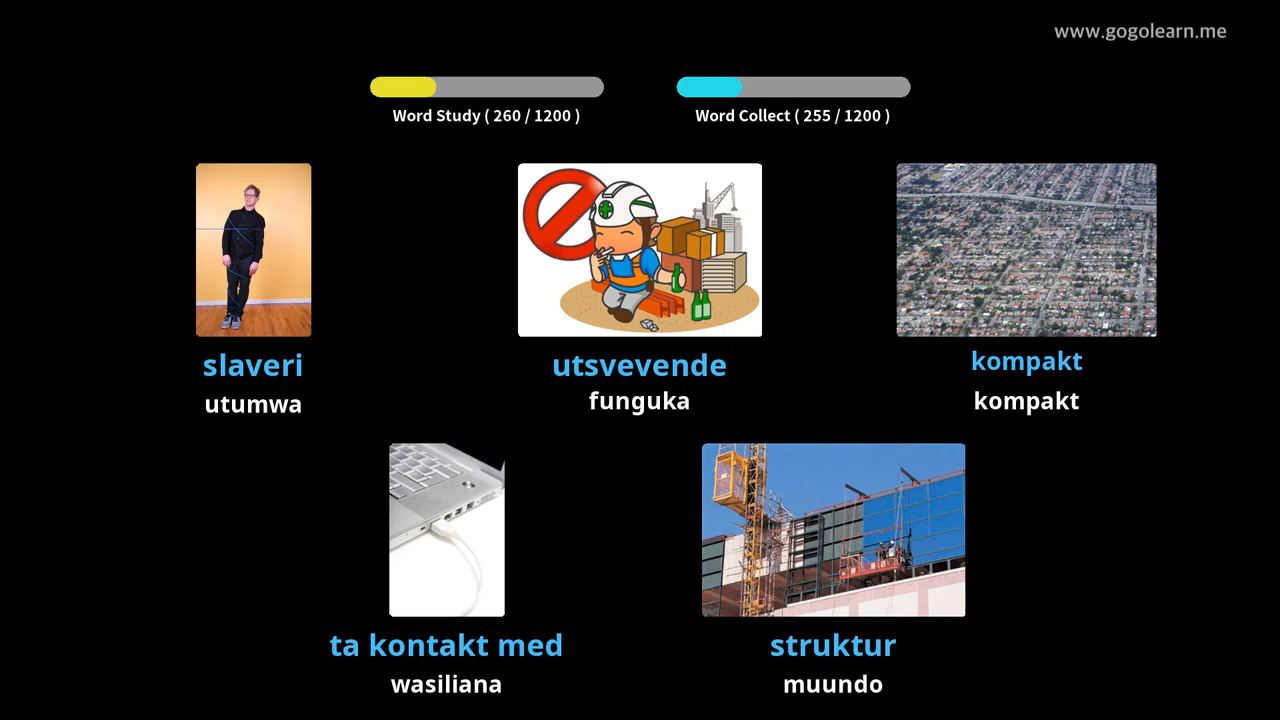 www.gogolearn.me
Word Study ( 260 / 1200 )
Word Collect ( 255 / 1200 )
slaveri
utumwa
utsvevende
funguka
kompakt
kompakt
ta kontakt med
wasiliana
struktur
muundo